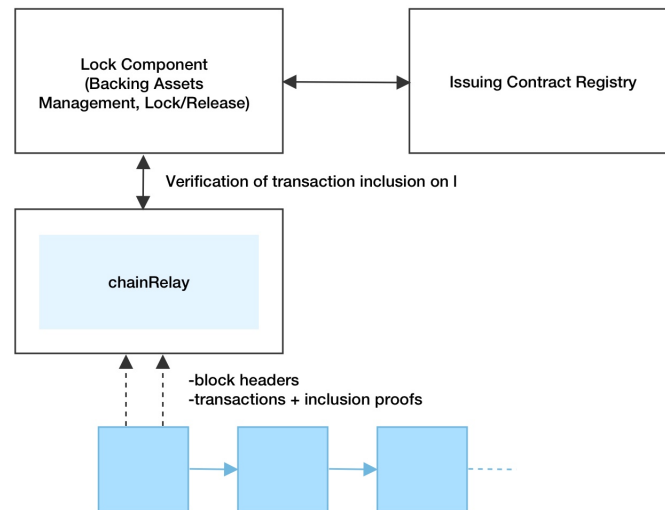 Lock Component
(Backing Assets
Management, Lock/Release)
Issuing Contract Registry
Verification of transaction inclusion on I
chainRelay
-block headers
-transactions + inclusion proofs